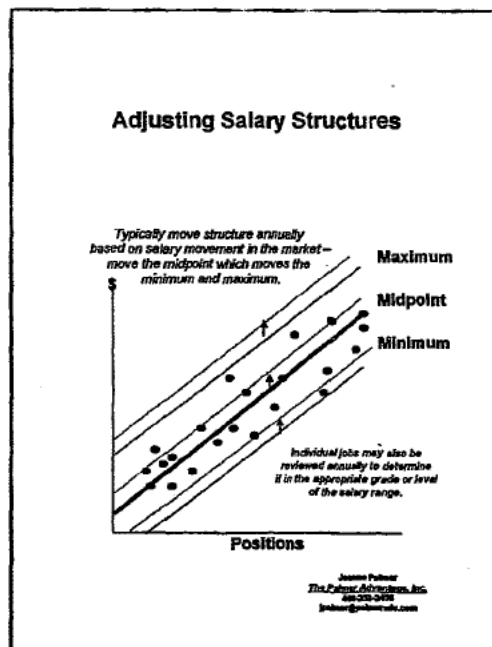 Adjusting Salary Structures
Typically move structure annually
based on salary movement in the market –
move the midpoint which moves the
minimum and maximum.
$
Maximum
Midpoint
Minimum
Individual jobs may also be
reviewed annually to determine
if in the appropriate grade or level
of the salary range.
Positions
Palmer
The Palmer Advantage, Inc.